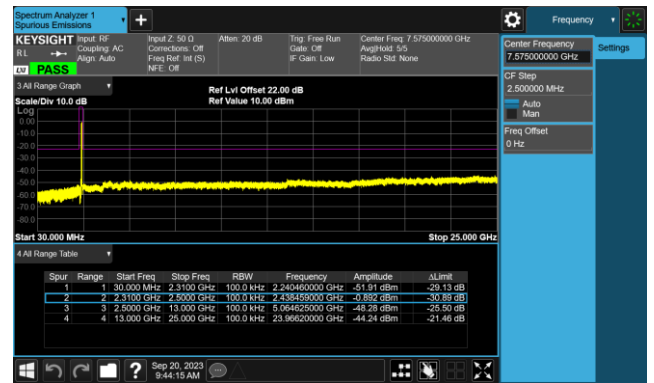 Spectrum Analyzer 1
Spurious Emissions
Frequency
KEYSIGHT Input: RF Input Z: 50 Ω Atten: 20 dB Trig: Free Run Center Freq: 7.575000000 GHz
RL Coupling: AC Corrections: Off Gate: Off Avg|Hold: 5/5
Align: Auto Freq Ref: Int (S) IF Gain: Low Radio Std: None
LXI PASS NFE: Off
Center Frequency
7.575000000 GHz
Settings
CF Step
2.500000 MHz
Auto
Man
Freq Offset
0 Hz
3 All Range Graph
Ref Lvl Offset 22.00 dB
Scale/Div 10.0 dB Ref Value 10.00 dBm
Log
0.00
-10.0
-20.0
-30.0
-40.0
-50.0
-60.0
-70.0
-80.0
Start 30.000 MHz Stop 25.000 GHz
4 All Range Table
Spur Range Start Freq Stop Freq RBW Frequency Amplitude ΔLimit
1 1 30.000 MHz 2.3100 GHz 100.0 kHz 2.240460000 GHz -51.91 dBm -29.13 dB
2 2 2.3100 GHz 2.5000 GHz 100.0 kHz 2.438459000 GHz -0.892 dBm -30.89 dB
3 3 2.5000 GHz 13.000 GHz 100.0 kHz 5.064625000 GHz -48.28 dBm -25.50 dB
4 4 13.000 GHz 25.000 GHz 100.0 kHz 23.96620000 GHz -44.24 dBm -21.46 dB
Sep 20, 2023
9:44:15 AM